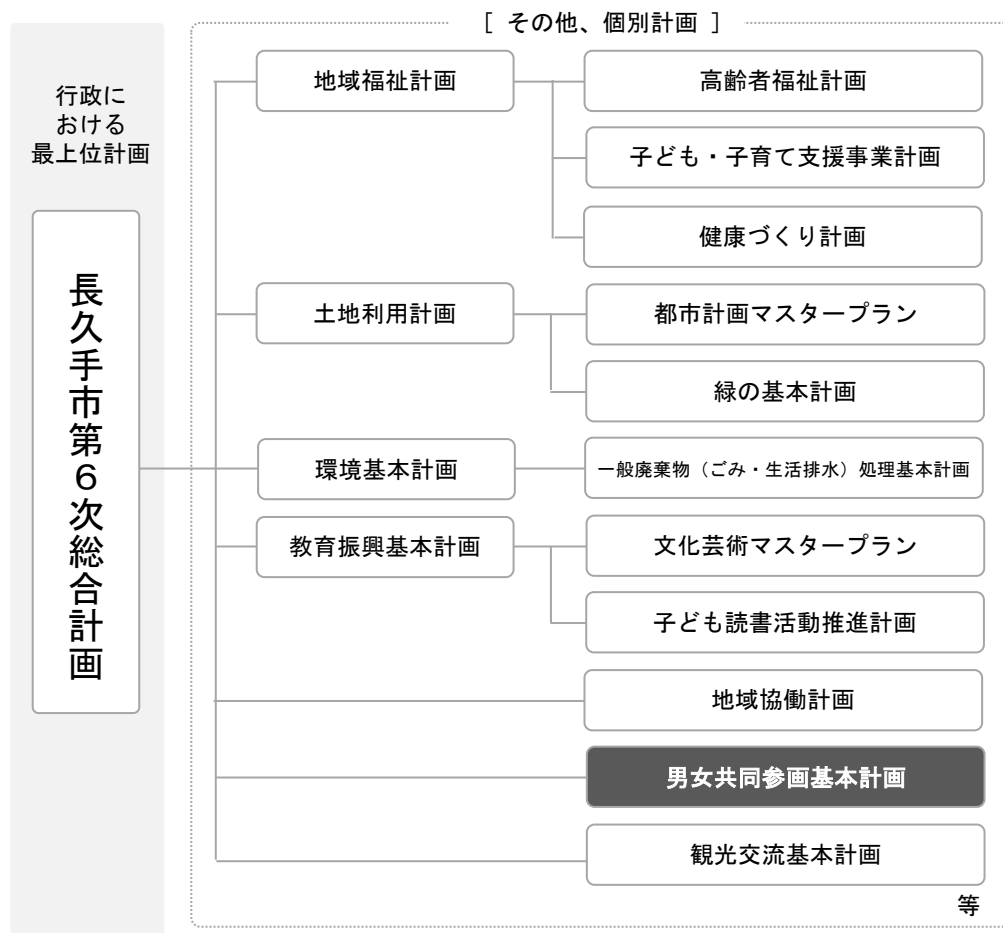 [ その他、個別計画 ]
行政に
おける
最上位計画
長久手市第６次総合計画
地域福祉計画
高齢者福祉計画
子ども・子育て支援事業計画
健康づくり計画
土地利用計画
都市計画マスタープラン
緑の基本計画
環境基本計画
一般廃棄物（ごみ・生活排水）処理基本計画
教育振興基本計画
文化芸術マスタープラン
子ども読書活動推進計画
地域協働計画
男女共同参画基本計画
観光交流基本計画
等